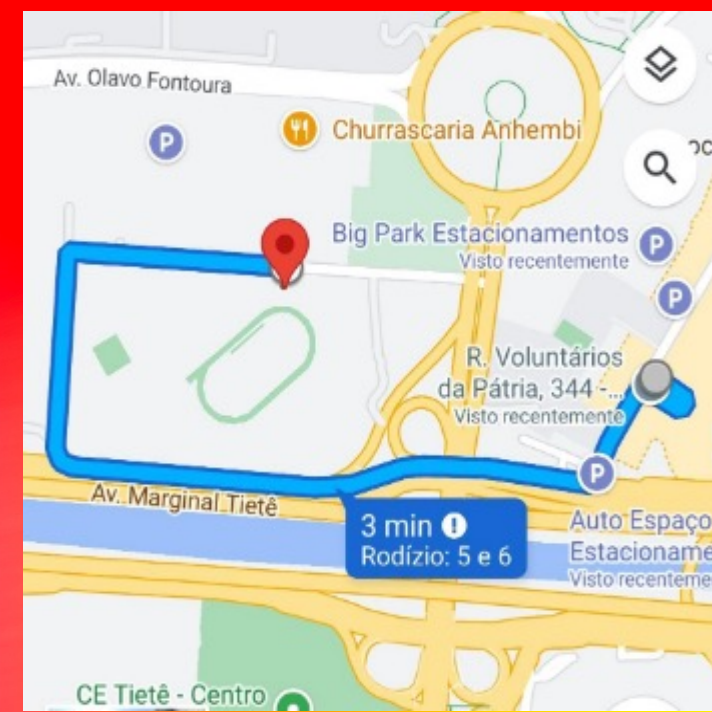 Av. Olavo Fontoura
Churrascaria Anhembi
P
Big Park Estacionamentos
Visto recentemente
P
P
R. Voluntários
da Pátria, 344 -...
Visto recentemente
P
Av. Marginal Tietê
3 min
Rodízio: 5 e 6
Auto Espaço
Estacioname
Visto recenteme
CE Tietê - Centro